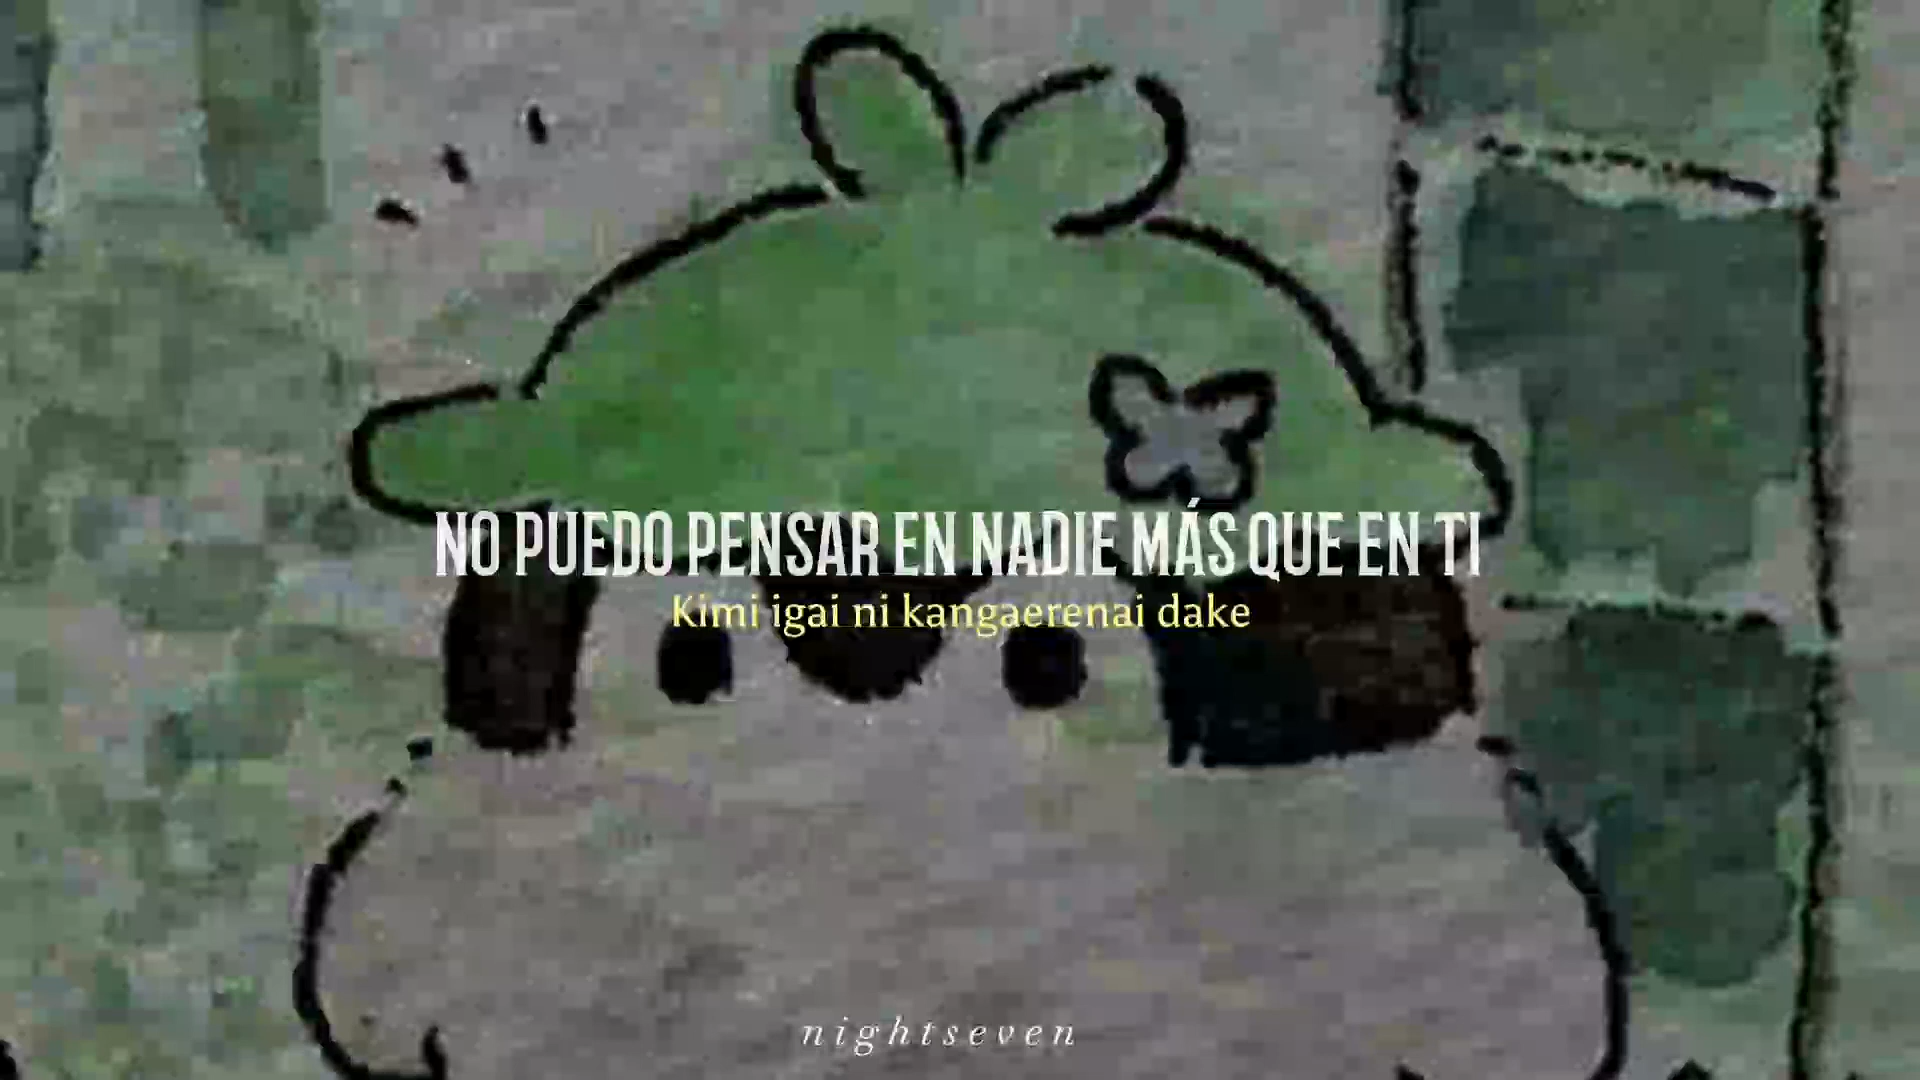 NO PUEDO PENSAR EN NADIE MÁS QUE EN TI
Kimi igai ni kangaerenai dake
nightseven